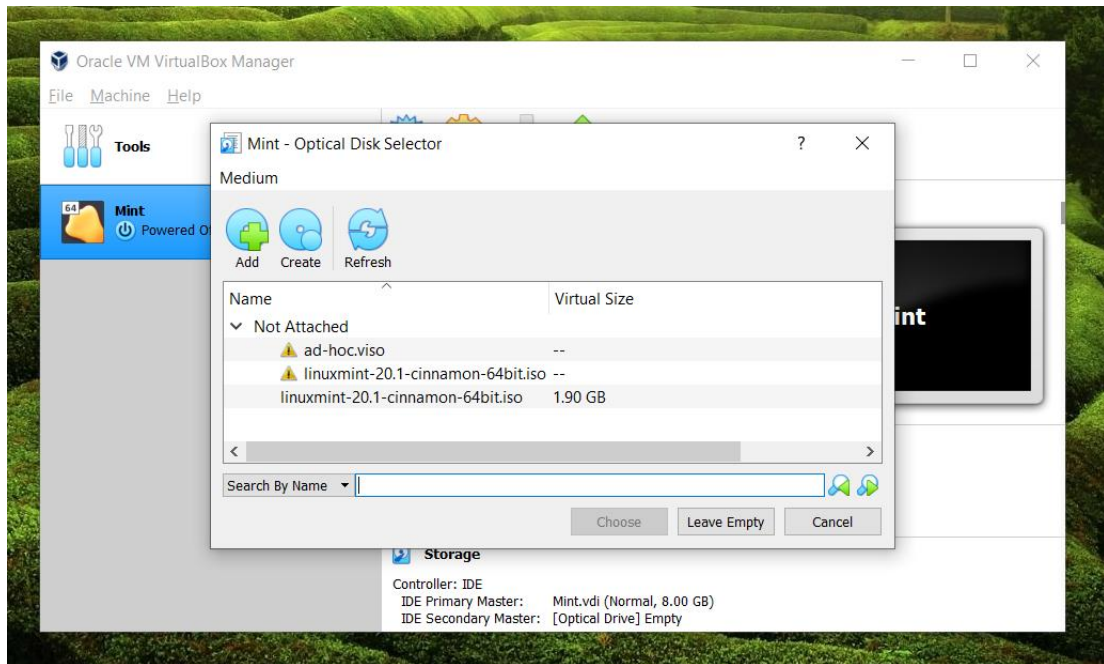 Oracle VM VirtualBox Manager
File Machine Help
Tools
64
Mint
Powered O
Mint - Optical Disk Selector
?
Medium
Add Create Refresh
Name Virtual Size
Not Attached
ad-hoc.viso --
linuxmint-20.1-cinnamon-64bit.iso --
linuxmint-20.1-cinnamon-64bit.iso 1.90 GB
Search By Name
Choose Leave Empty Cancel
int
Storage
Controller: IDE
IDE Primary Master: Mint.vdi (Normal, 8.00 GB)
IDE Secondary Master: [Optical Drive] Empty